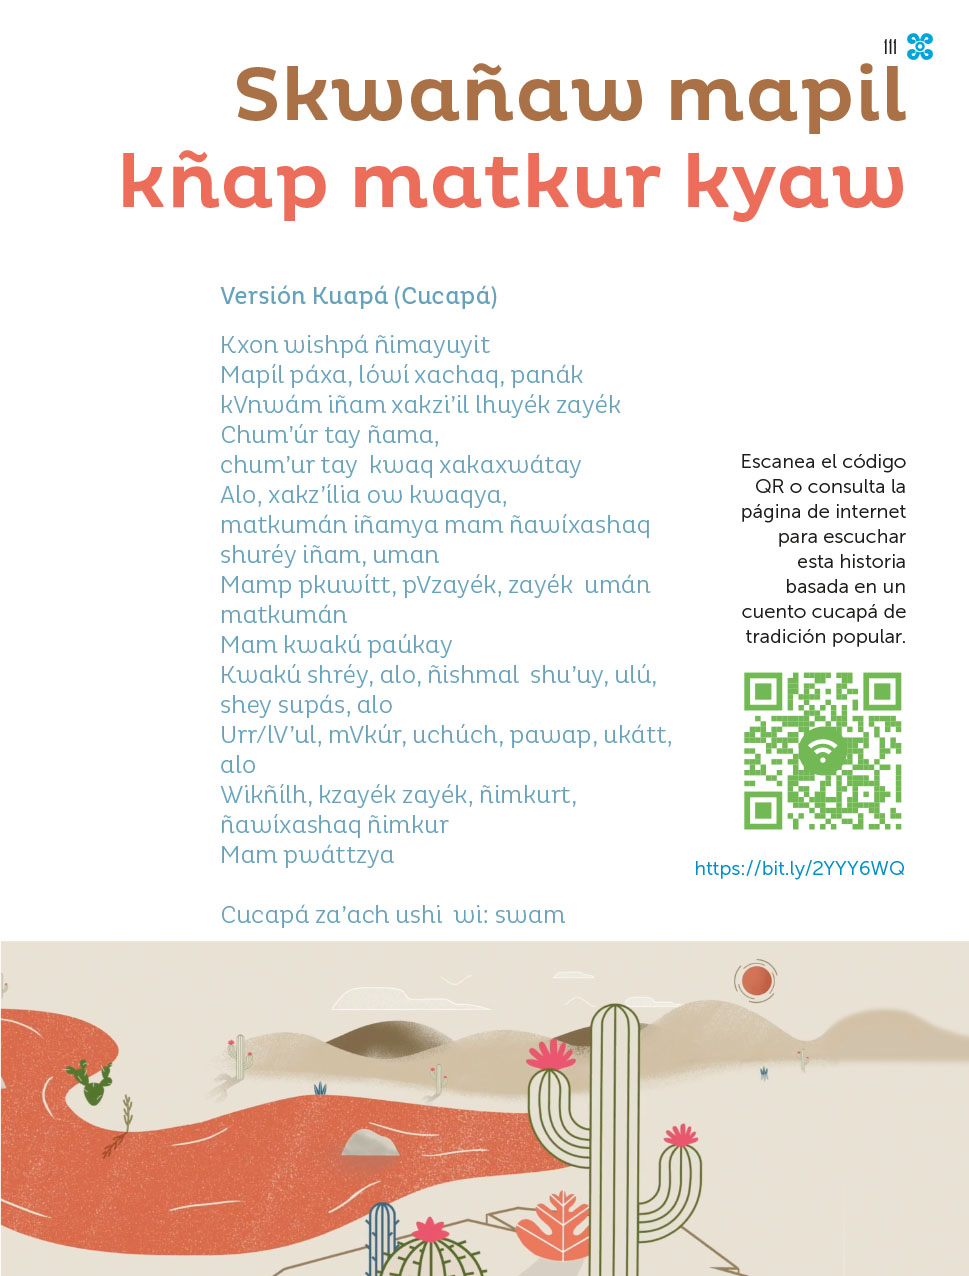 111
Skwañaw mapil
kñap matkur kyaw
Versión Kuapá (Cucapá)
Kxon wishpá ñimayuyit
Mapíl páxa, lówí xachaq, panák
kVnwám iñam xakzi’il lhuyék zayék
Chum’úr tay ñama,
chum’ur tay  kwaq xakaxwátay
Alo, xakz’ília ow kwaqya,
matkumán iñamya mam ñawíxashaq
shuréy iñam, uman
Mamp pkuwítt, pVzayék, zayék  umán
matkumán
Mam kwakú paúkay
Kwakú shréy, alo, ñishmal  shu’uy, ulú,
shey supás, alo
Urr/lV’ul, mVkúr, uchúch, pawap, ukátt,
alo
Wikñílh, kzayék zayék, ñimkurt,
ñawíxashaq ñimkur
Mam pwáttzya
Cucapá za’ach ushi  wi: swam
Escanea el código
QR o consulta la
página de internet
para escuchar
esta historia
basada en un
cuento cucapá de
tradición popular.
https://bit.ly/2YYY6WQ